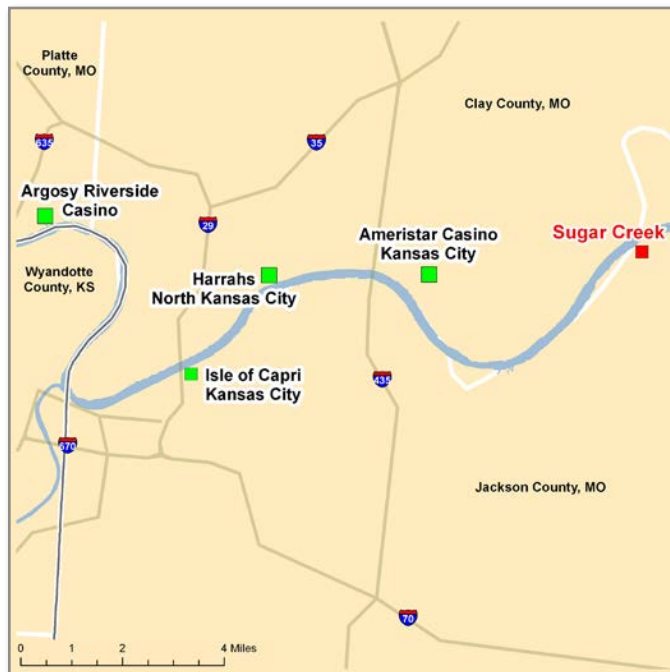 Platte
County, MO
Clay County, MO
635
35
Argosy Riverside
Casino
29
Ameristar Casino
Kansas City
Sugar Creek
Wyandotte
County, KS
Harrahs
North Kansas City
Isle of Capri
Kansas City
435
670
Jackson County, MO
70
0 1 2 4 Miles